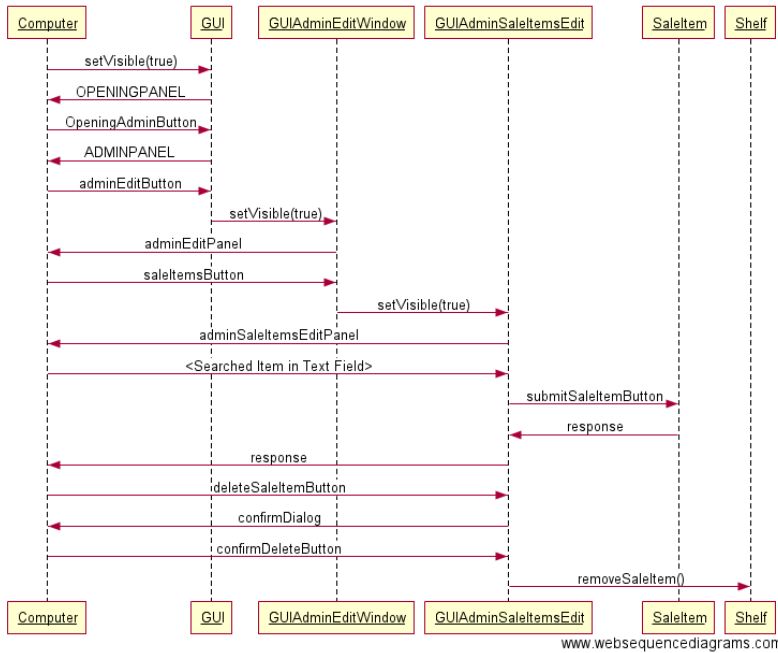 Computer GUI GUIAdminEditWindow GUIAdminSaleItemsEdit SaleItem Shelf
setVisible(true)
OPENINGPANEL
OpeningAdminButton
ADMINPANEL
adminEditButton
setVisible(true)
adminEditPanel
saleItemsButton
setVisible(true)
adminSaleItemsEditPanel
<Searched Item in Text Field>
submitSaleItemButton
response
response
deleteSaleItemButton
confirmDialog
confirmDeleteButton
removeSaleItem()
Computer GUI GUIAdminEditWindow GUIAdminSaleItemsEdit SaleItem Shelf
www.websequencediagrams.com